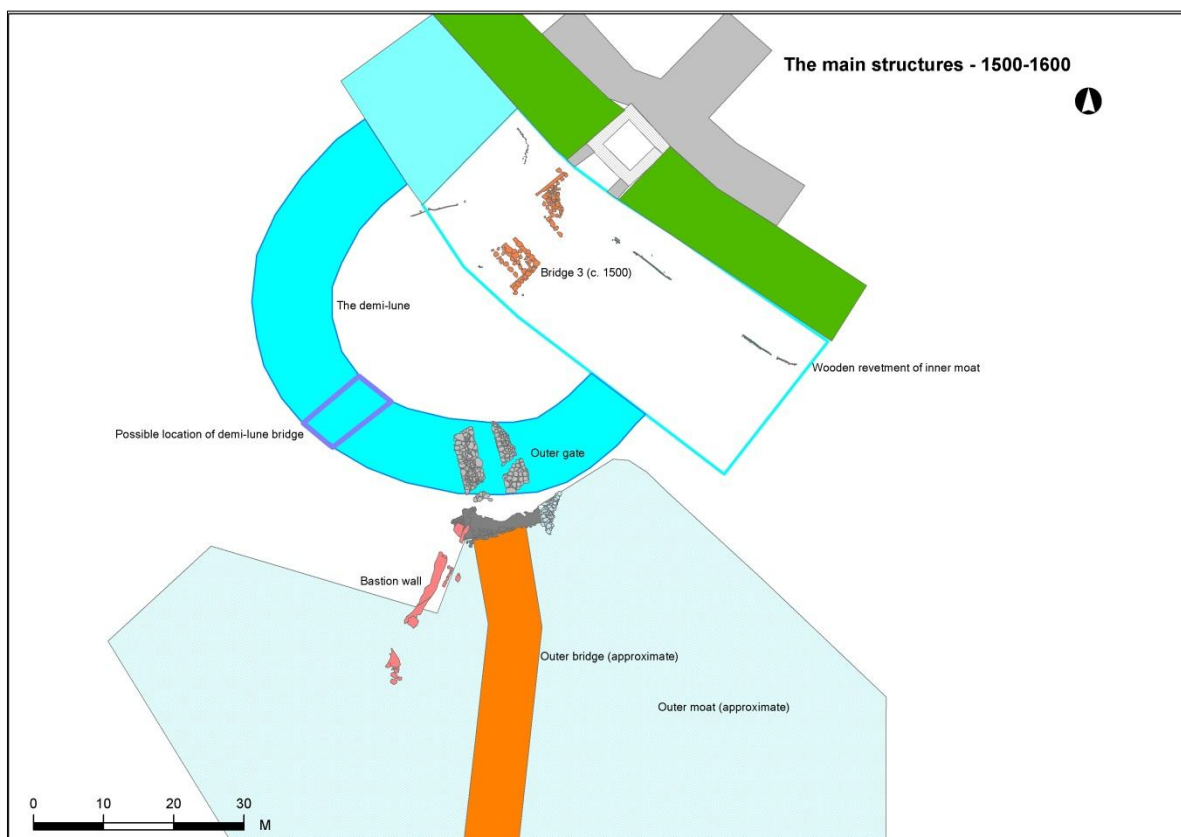 The main structures - 1500-1600
Bridge 3 (c. 1500)
The demi-lune
Wooden revetment of inner moat
Possible location of demi-lune bridge
Outer gate
Bastion wall
Outer bridge (approximate)
Outer moat (approximate)
0 10 20 30
M